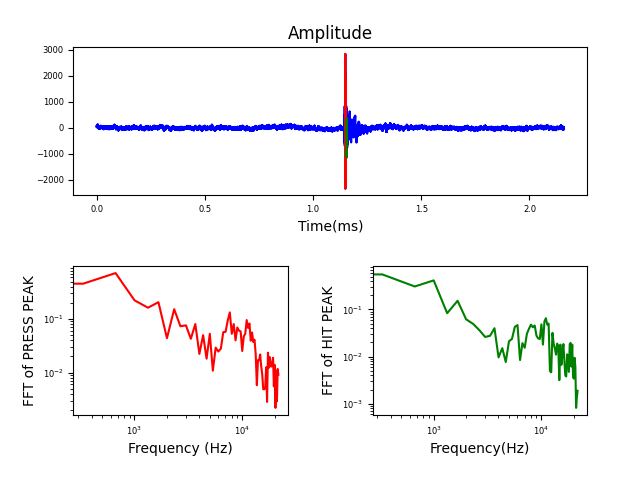 Amplitude
3000
2000
1000
0
−1000
−2000
0.0 0.5 1.0 1.5 2.0
Time(ms)
FFT of PRESS PEAK
10⁻¹
10⁻²
10³ 10⁴
Frequency (Hz)
FFT of HIT PEAK
10⁻¹
10⁻²
10⁻³
10³ 10⁴
Frequency(Hz)